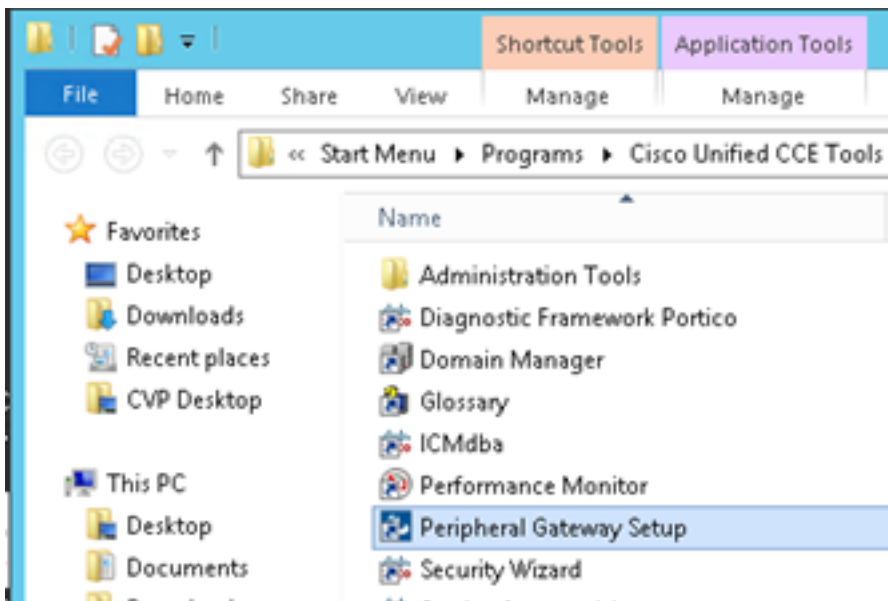 Shortcut Tools Application Tools
File Home Share View Manage Manage
« Start Menu Programs Cisco Unified CCE Tools
Name
Favorites
Desktop
Downloads
Recent places
CVP Desktop
This PC
Desktop
Documents
Administration Tools
Diagnostic Framework Portico
Domain Manager
Glossary
ICMdba
Performance Monitor
Peripheral Gateway Setup
Security Wizard